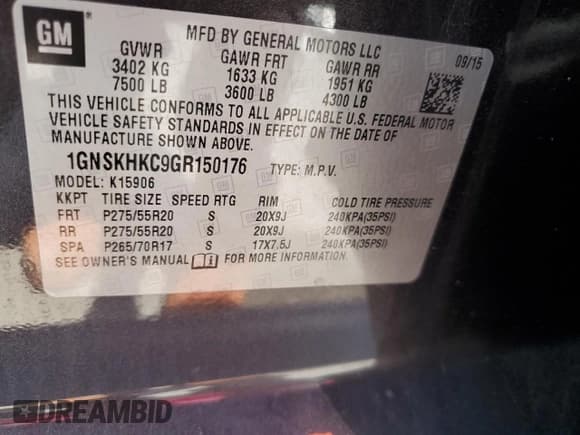 GM
MFD BY GENERAL MOTORS LLC
GVWR GAWR FRT GAWR RR 09/15
3402 KG 1633 KG 1951 KG
7500 LB 3600 LB 4300 LB
THIS VEHICLE CONFORMS TO ALL APPLICABLE U.S. FEDERAL MOTOR
VEHICLE SAFETY STANDARDS IN EFFECT ON THE DATE OF
MANUFACTURE SHOWN ABOVE.
1GNSKHKC9GR150176 TYPE: M.P.V.
MODEL: K15906
KKPT TIRE SIZE SPEED RTG RIM COLD TIRE PRESSURE
FRT P275/55R20 S 20X9J 240KPA(35PSI)
RR P275/55R20 S 20X9J 240KPA(35PSI)
SPA P265/70R17 S 17X7.5J 240KPA(35PSI)
SEE OWNER'S MANUAL FOR MORE INFORMATION.
DREAMBID